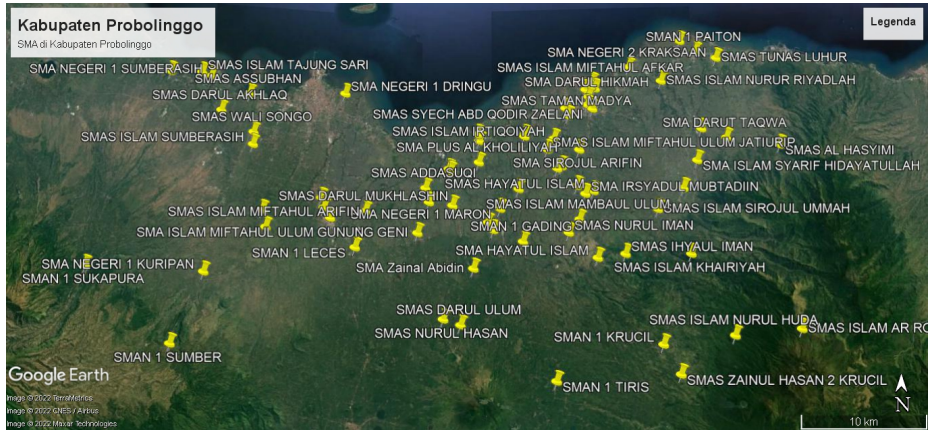 Kabupaten Probolinggo
SMA di Kabupaten Probolinggo
Legenda
SMAN 1 PAITON
SMA NEGERI 2 KRAKSAAN
SMAS TUNAS LUHUR
SMAS ISLAM TAJUNG SARI
SMA NEGERI 1 SUMBERASIH
SMAS ISLAM MIFTAHUL AFKAR
SMAS ASSUBHAN
SMA DARUL HIKMAH
SMAS ISLAM NURUR RIYADLAH
SMA NEGERI 1 DRINGU
SMAS DARUL AKHLAQ
SMAS TAMAN MADYA
SMAS WALI SONGO
SMAS SYECH ABD QODIR ZAELANI
SMA DARUT TAQWA
SMAS ISLAM SUMBERASIH
SMAS ISLAM IRTIQOIYAH
SMAS ISLAM MIFTAHUL ULUM JATIURIP
SMA PLUS AL KHOLILIYAH
SMAS AL HASYIMI
SMA SIROJUL ARIFIN
SMA ISLAM SYARIF HIDAYATULLAH
SMAS ADDASUQI
SMAS HAYATUL ISLAM
SMA IRSYADUL MUBTADIIN
SMAS DARUL MUKHLASHIN
SMAS ISLAM MAMBAUL ULUM
SMAS ISLAM SIROJUL UMMAH
SMAS ISLAM MIFTAHUL ARIFIN
SMA NEGERI 1 MARON
SMAN 1 GADING
SMAS NURUL IMAN
SMA ISLAM MIFTAHUL ULUM GUNUNG GENI
SMAN 1 LECES
SMA HAYATUL ISLAM
SMAS IHYAUL IMAN
SMA NEGERI 1 KURIPAN
SMA Zainal Abidin
SMAS ISLAM KHAIRIYAH
SMAN 1 SUKAPURA
SMAS DARUL ULUM
SMAS ISLAM NURUL HUDA
SMAS ISLAM AR
SMAS NURUL HASAN
SMAN 1 KRUCIL
SMAN 1 SUMBER
SMAN 1 TIRIS
SMAS ZAINUL HASAN 2 KRUCIL
Google Earth
Image © 2022 TerraMetrics
Image © 2022 CNES / Airbus
Image © 2022 Maxar Technologies
N
10 km